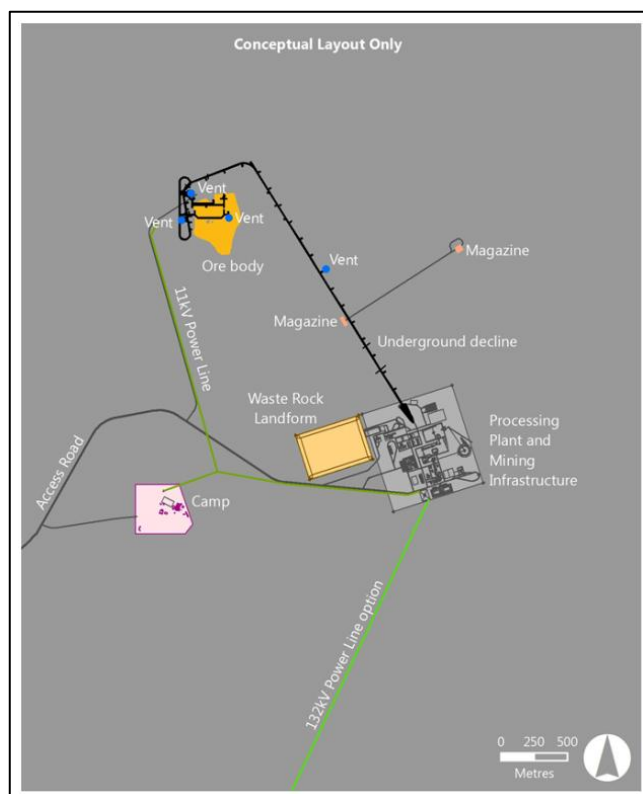 Conceptual Layout Only
Vent
Vent
Vent
Ore body
Vent
Magazine
Magazine
Underground decline
11kV Power Line
Waste Rock
Landform
Processing
Plant and
Mining
Infrastructure
Access Road
Camp
132kV Power Line option
0 250 500
Metres